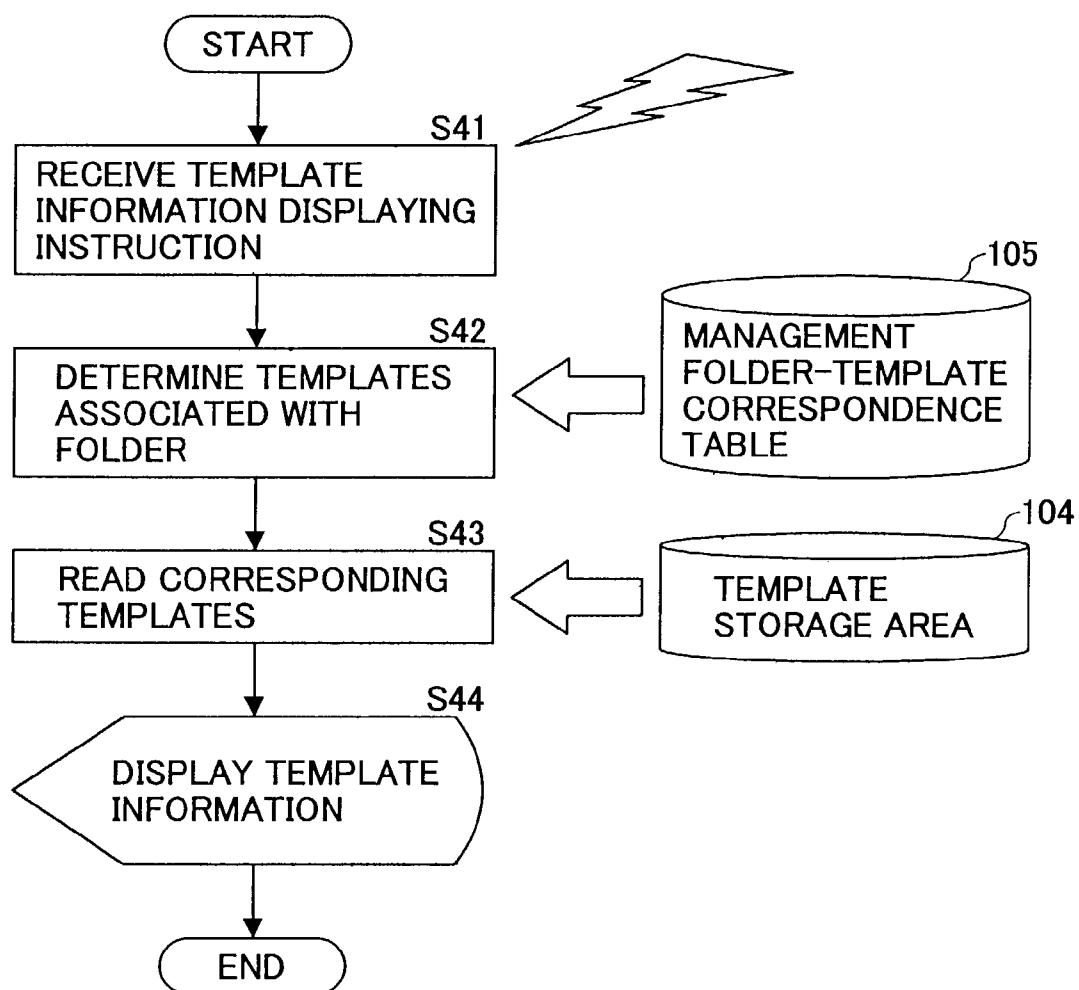 START
S41
RECEIVE TEMPLATE
INFORMATION DISPLAYING
INSTRUCTION
S42
DETERMINE TEMPLATES
ASSOCIATED WITH
FOLDER
105
MANAGEMENT
FOLDER-TEMPLATE
CORRESPONDENCE
TABLE
S43
READ CORRESPONDING
TEMPLATES
104
TEMPLATE
STORAGE AREA
S44
DISPLAY TEMPLATE
INFORMATION
END